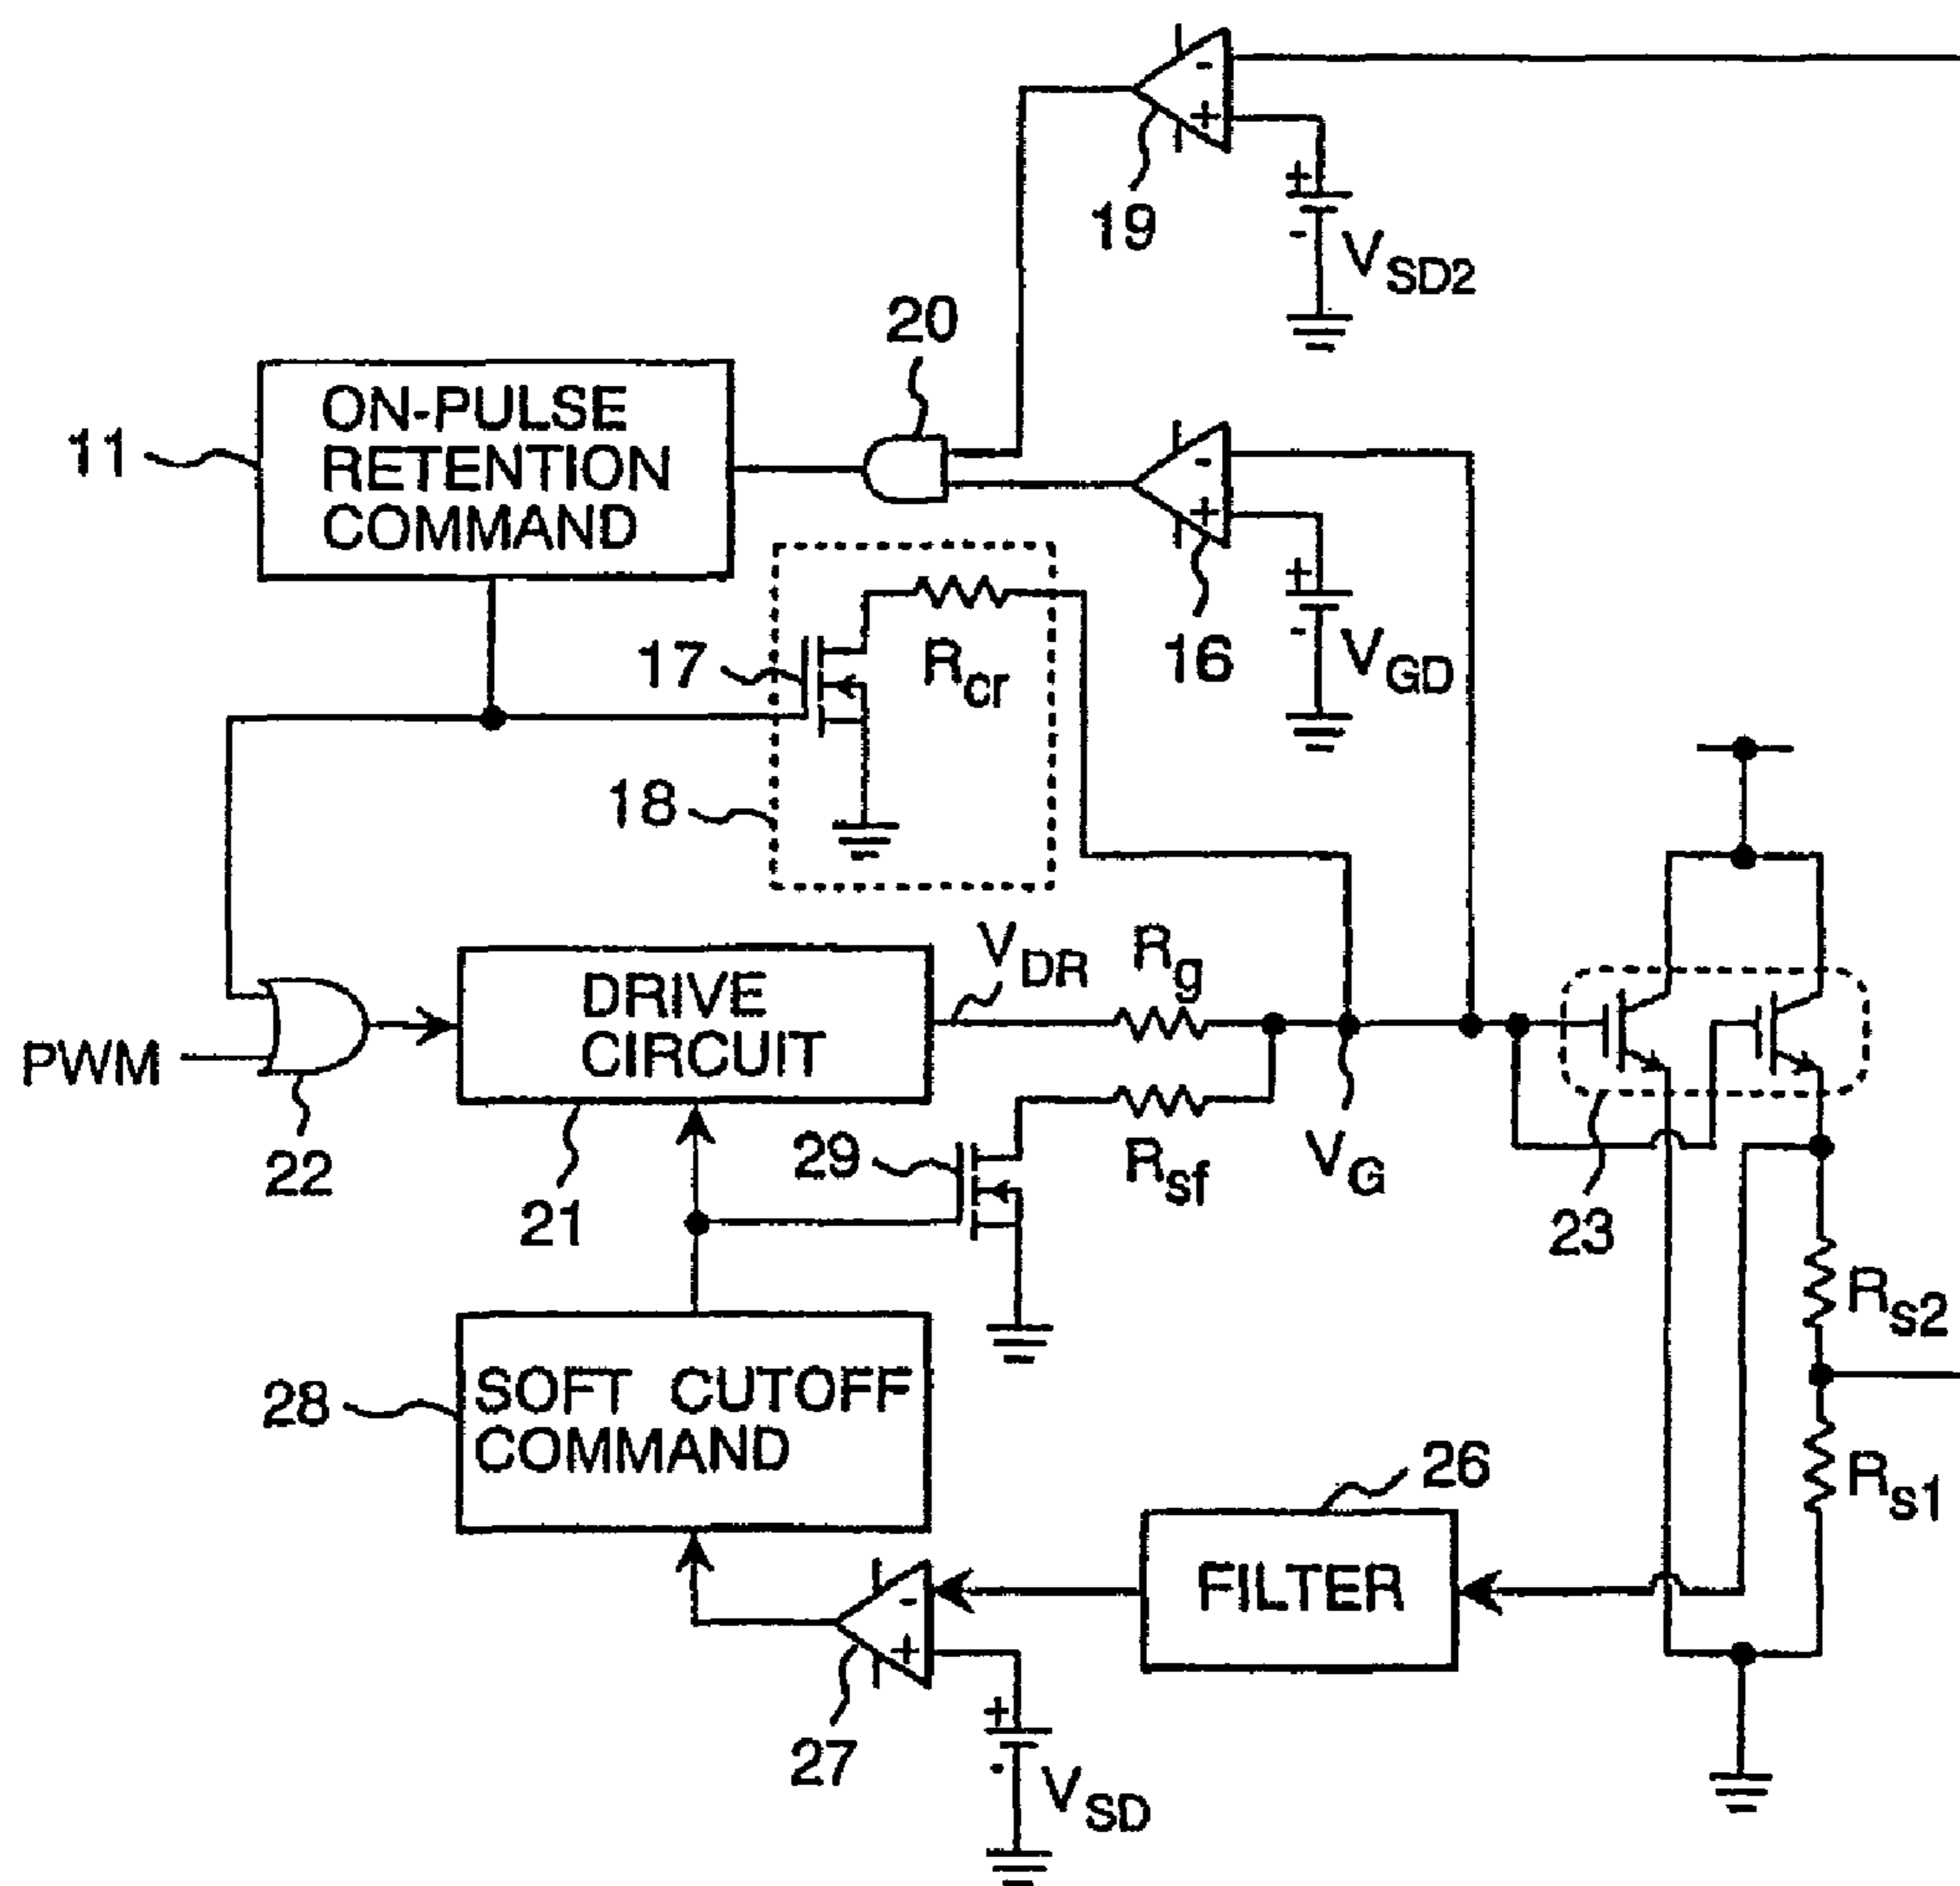 -
+
19
+
-
VSD2
20
ON-PULSE
RETENTION
COMMAND
11
-
+
16
+
-
VGD
17
Rcr
18
VDR
Rg
DRIVE
CIRCUIT
PWM
22
21
29
Rsf
VG
23
Rs2
SOFT CUTOFF
COMMAND
28
26
Rs1
FILTER
-
+
27
+
-
VSD